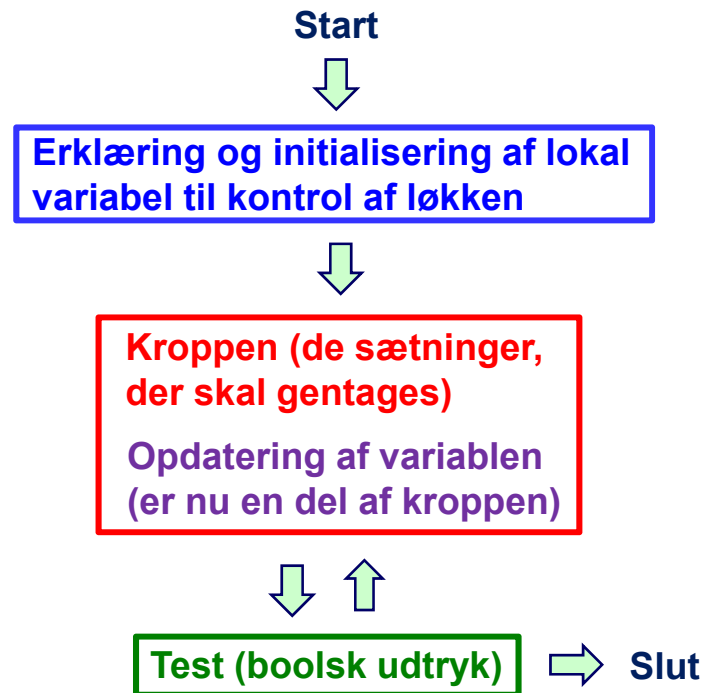 Start
Erklæring og initialisering af lokal
variabel til kontrol af løkken
Kroppen (de sætninger,
der skal gentages)
Opdatering af variablen
(er nu en del af kroppen)
Test (boolsk udtryk)
Slut